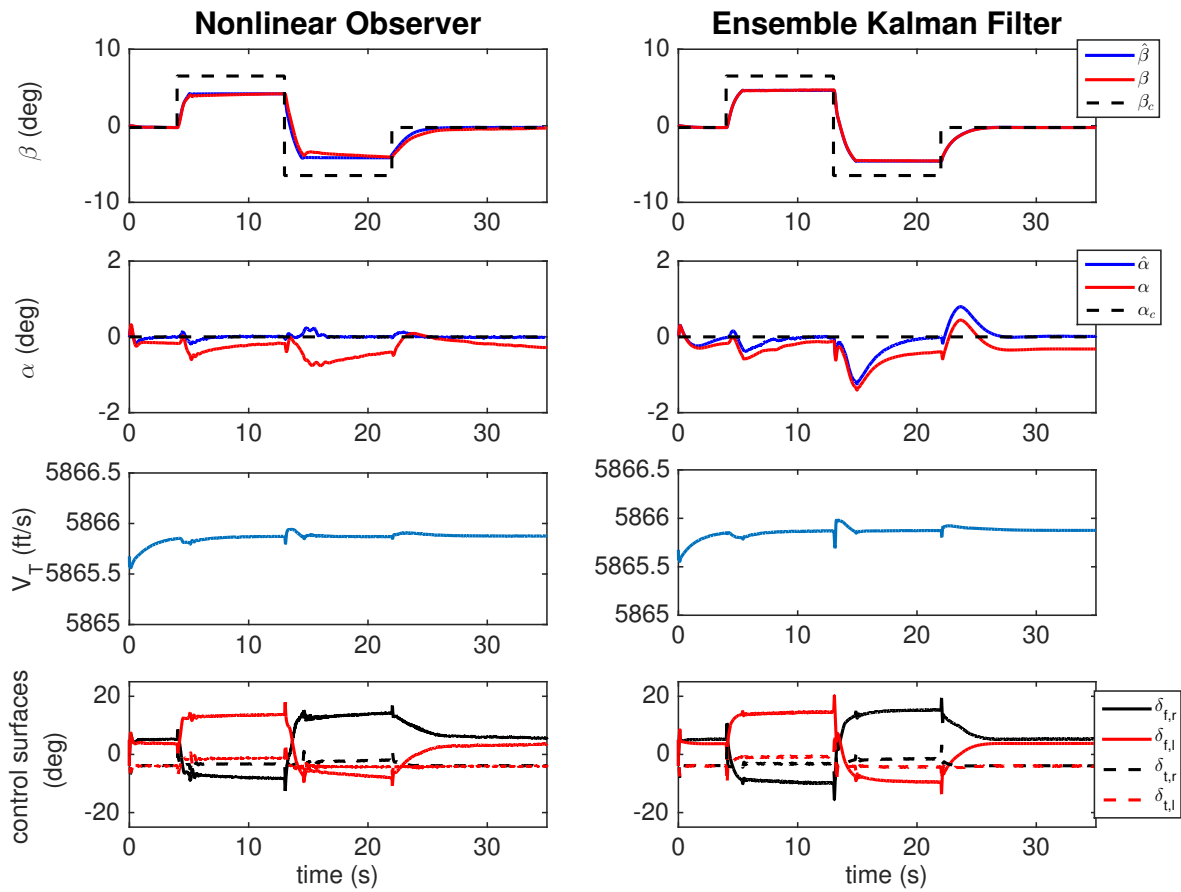 Nonlinear Observer
Ensemble Kalman Filter
β (deg)
10
0
-10
0 10 20 30
10
0
-10
0 10 20 30
β̂
β
β_c
α (deg)
2
0
-2
0 10 20 30
2
0
-2
0 10 20 30
α̂
α
α_c
V_T (ft/s)
5866.5
5866
5865.5
5865
0 10 20 30
5866.5
5866
5865.5
5865
0 10 20 30
control surfaces
(deg)
20
0
-20
0 10 20 30
time (s)
20
0
-20
0 10 20 30
time (s)
δ_f,r
δ_f,l
δ_t,r
δ_t,l